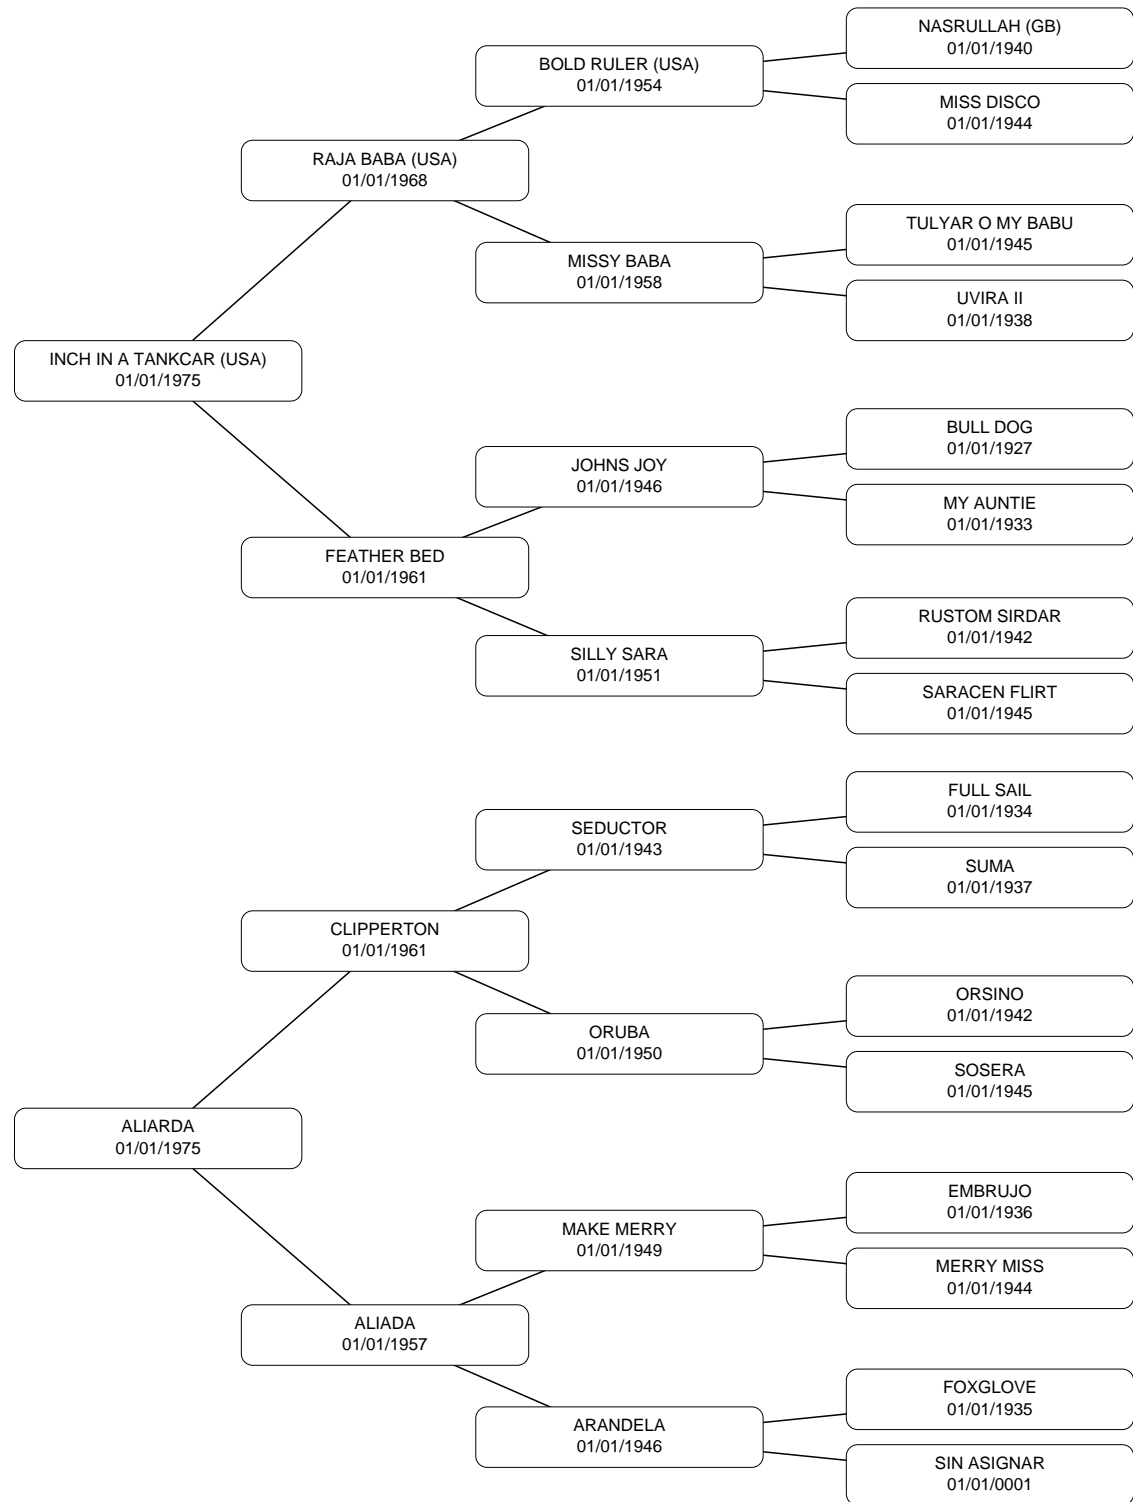 NASRULLAH (GB)
01/01/1940
BOLD RULER (USA)
01/01/1954
MISS DISCO
01/01/1944
RAJA BABA (USA)
01/01/1968
TULYAR O MY BABU
01/01/1945
MISSY BABA
01/01/1958
UVIRA II
01/01/1938
INCH IN A TANKCAR (USA)
01/01/1975
BULL DOG
01/01/1927
JOHNS JOY
01/01/1946
MY AUNTIE
01/01/1933
FEATHER BED
01/01/1961
RUSTOM SIRDAR
01/01/1942
SILLY SARA
01/01/1951
SARACEN FLIRT
01/01/1945
FULL SAIL
01/01/1934
SEDUCTOR
01/01/1943
SUMA
01/01/1937
CLIPPERTON
01/01/1961
ORSINO
01/01/1942
ORUBA
01/01/1950
SOSERA
01/01/1945
ALIARDA
01/01/1975
EMBRUJO
01/01/1936
MAKE MERRY
01/01/1949
MERRY MISS
01/01/1944
ALIADA
01/01/1957
FOXGLOVE
01/01/1935
ARANDELA
01/01/1946
SIN ASIGNAR
01/01/0001